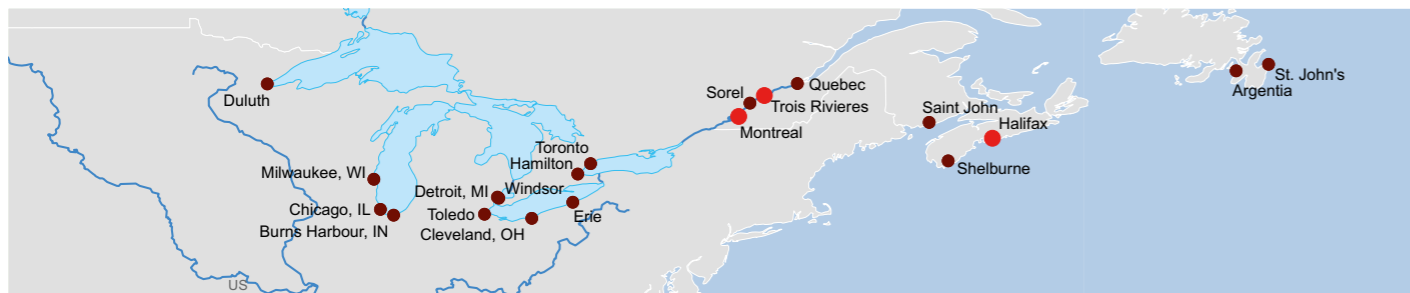 St. John's
Argentia
Quebec
Sorel
Trois Rivieres
Duluth
Saint John
Halifax
Montreal
Toronto
Hamilton
Shelburne
Milwaukee, WI
Detroit, MI
Windsor
Chicago, IL
Toledo
Erie
Burns Harbour, IN
Cleveland, OH
US